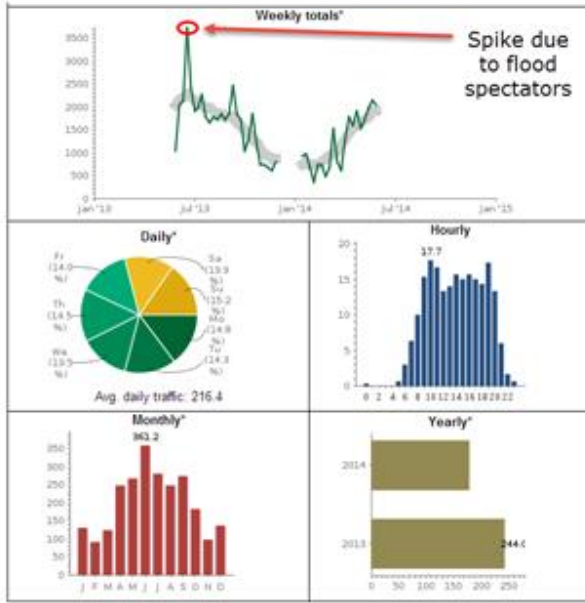 Weekly totals*
Spike due
to flood
spectators
3500
3000
2500
2000
1500
1000
500
0
Jan '13
Jul '13
Jan '14
Jul '14
Jan '15
Daily*
Fr
(14.0
%)
Sa
(13.9
%)
Su
(15.2
%)
Mo
(14.8
%)
Tu
(14.3
%)
We
(13.5
%)
Th
(14.5
%)
Avg. daily traffic: 216.4
Hourly
20
15
10
5
0
17.7
0 2 4 6 8 10 12 14 16 18 20 22
Monthly*
361.2
350
300
250
200
150
100
50
0
J F M A M J J A S O N D
Yearly*
2014
2013
244.
0 50 100 150 200 250